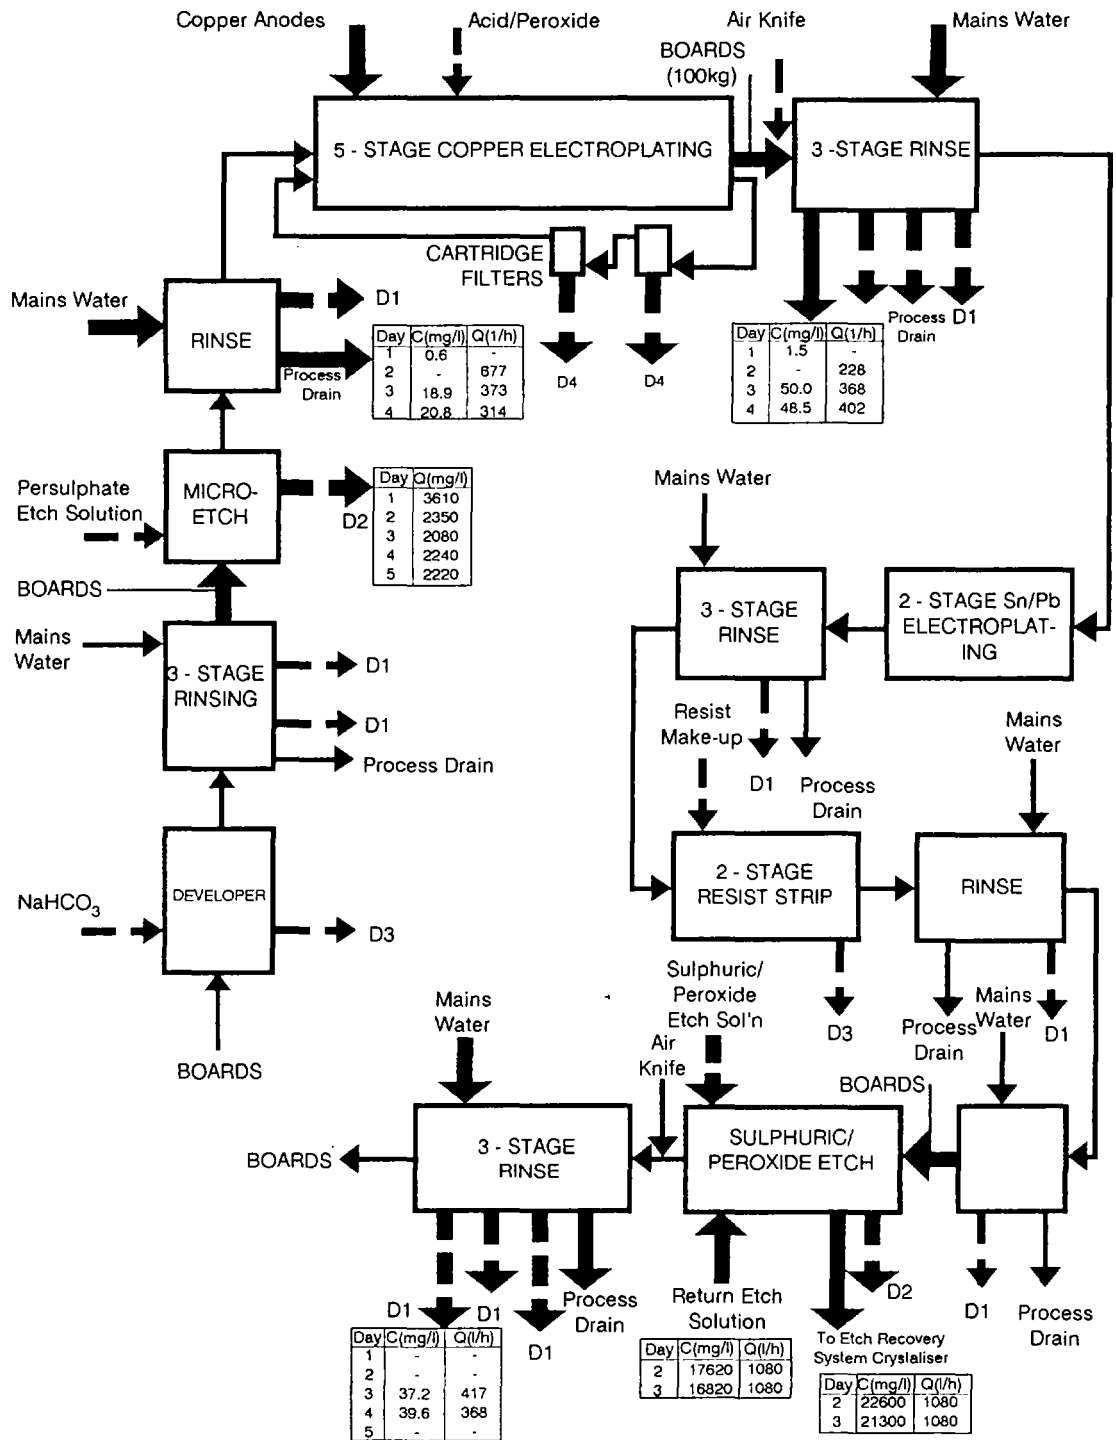 Copper Anodes
Acid/Peroxide
Air Knife
Mains Water
BOARDS
(100kg)
5 - STAGE COPPER ELECTROPLATING
3 -STAGE RINSE
CARTRIDGE
FILTERS
Mains Water
RINSE
D1
Process
Drain
Day C(mg/l) Q(1/h)
1 0.6 -
2 - 677
3 18.9 373
4 20.8 314
D4
D4
Process
Drain
D1
Day C(mg/l) Q(1/h)
1 1.5 -
2 - 228
3 50.0 368
4 48.5 402
Persulphate
Etch Solution
MICRO-
ETCH
D2
Day Q(mg/l)
1 3610
2 2350
3 2080
4 2240
5 2220
BOARDS
Mains
Water
3 - STAGE
RINSING
D1
D1
Process Drain
NaHCO3
DEVELOPER
D3
BOARDS
Mains Water
3 - STAGE
RINSE
2 - STAGE Sn/Pb
ELECTROPLAT-
ING
D1
Process
Drain
Resist
Make-up
Mains
Water
2 - STAGE
RESIST STRIP
RINSE
D3
Process
Drain
D1
Mains
Water
Sulphuric/
Peroxide
Etch Sol'n
Air
Knife
Mains
Water
BOARDS
BOARDS
3 - STAGE
RINSE
SULPHURIC/
PEROXIDE ETCH
D1
D1
D1
Process
Drain
Day C(mg/l) Q(l/h)
1 - -
2 - -
3 37.2 417
4 39.6 368
5 - -
Return Etch
Solution
Day C(mg/l) Q(l/h)
2 17620 1080
3 16820 1080
D2
To Etch Recovery
System Cryslaliser
Day C(mg/l) Q(l/h)
2 22600 1080
3 21300 1080
D1
Process
Drain